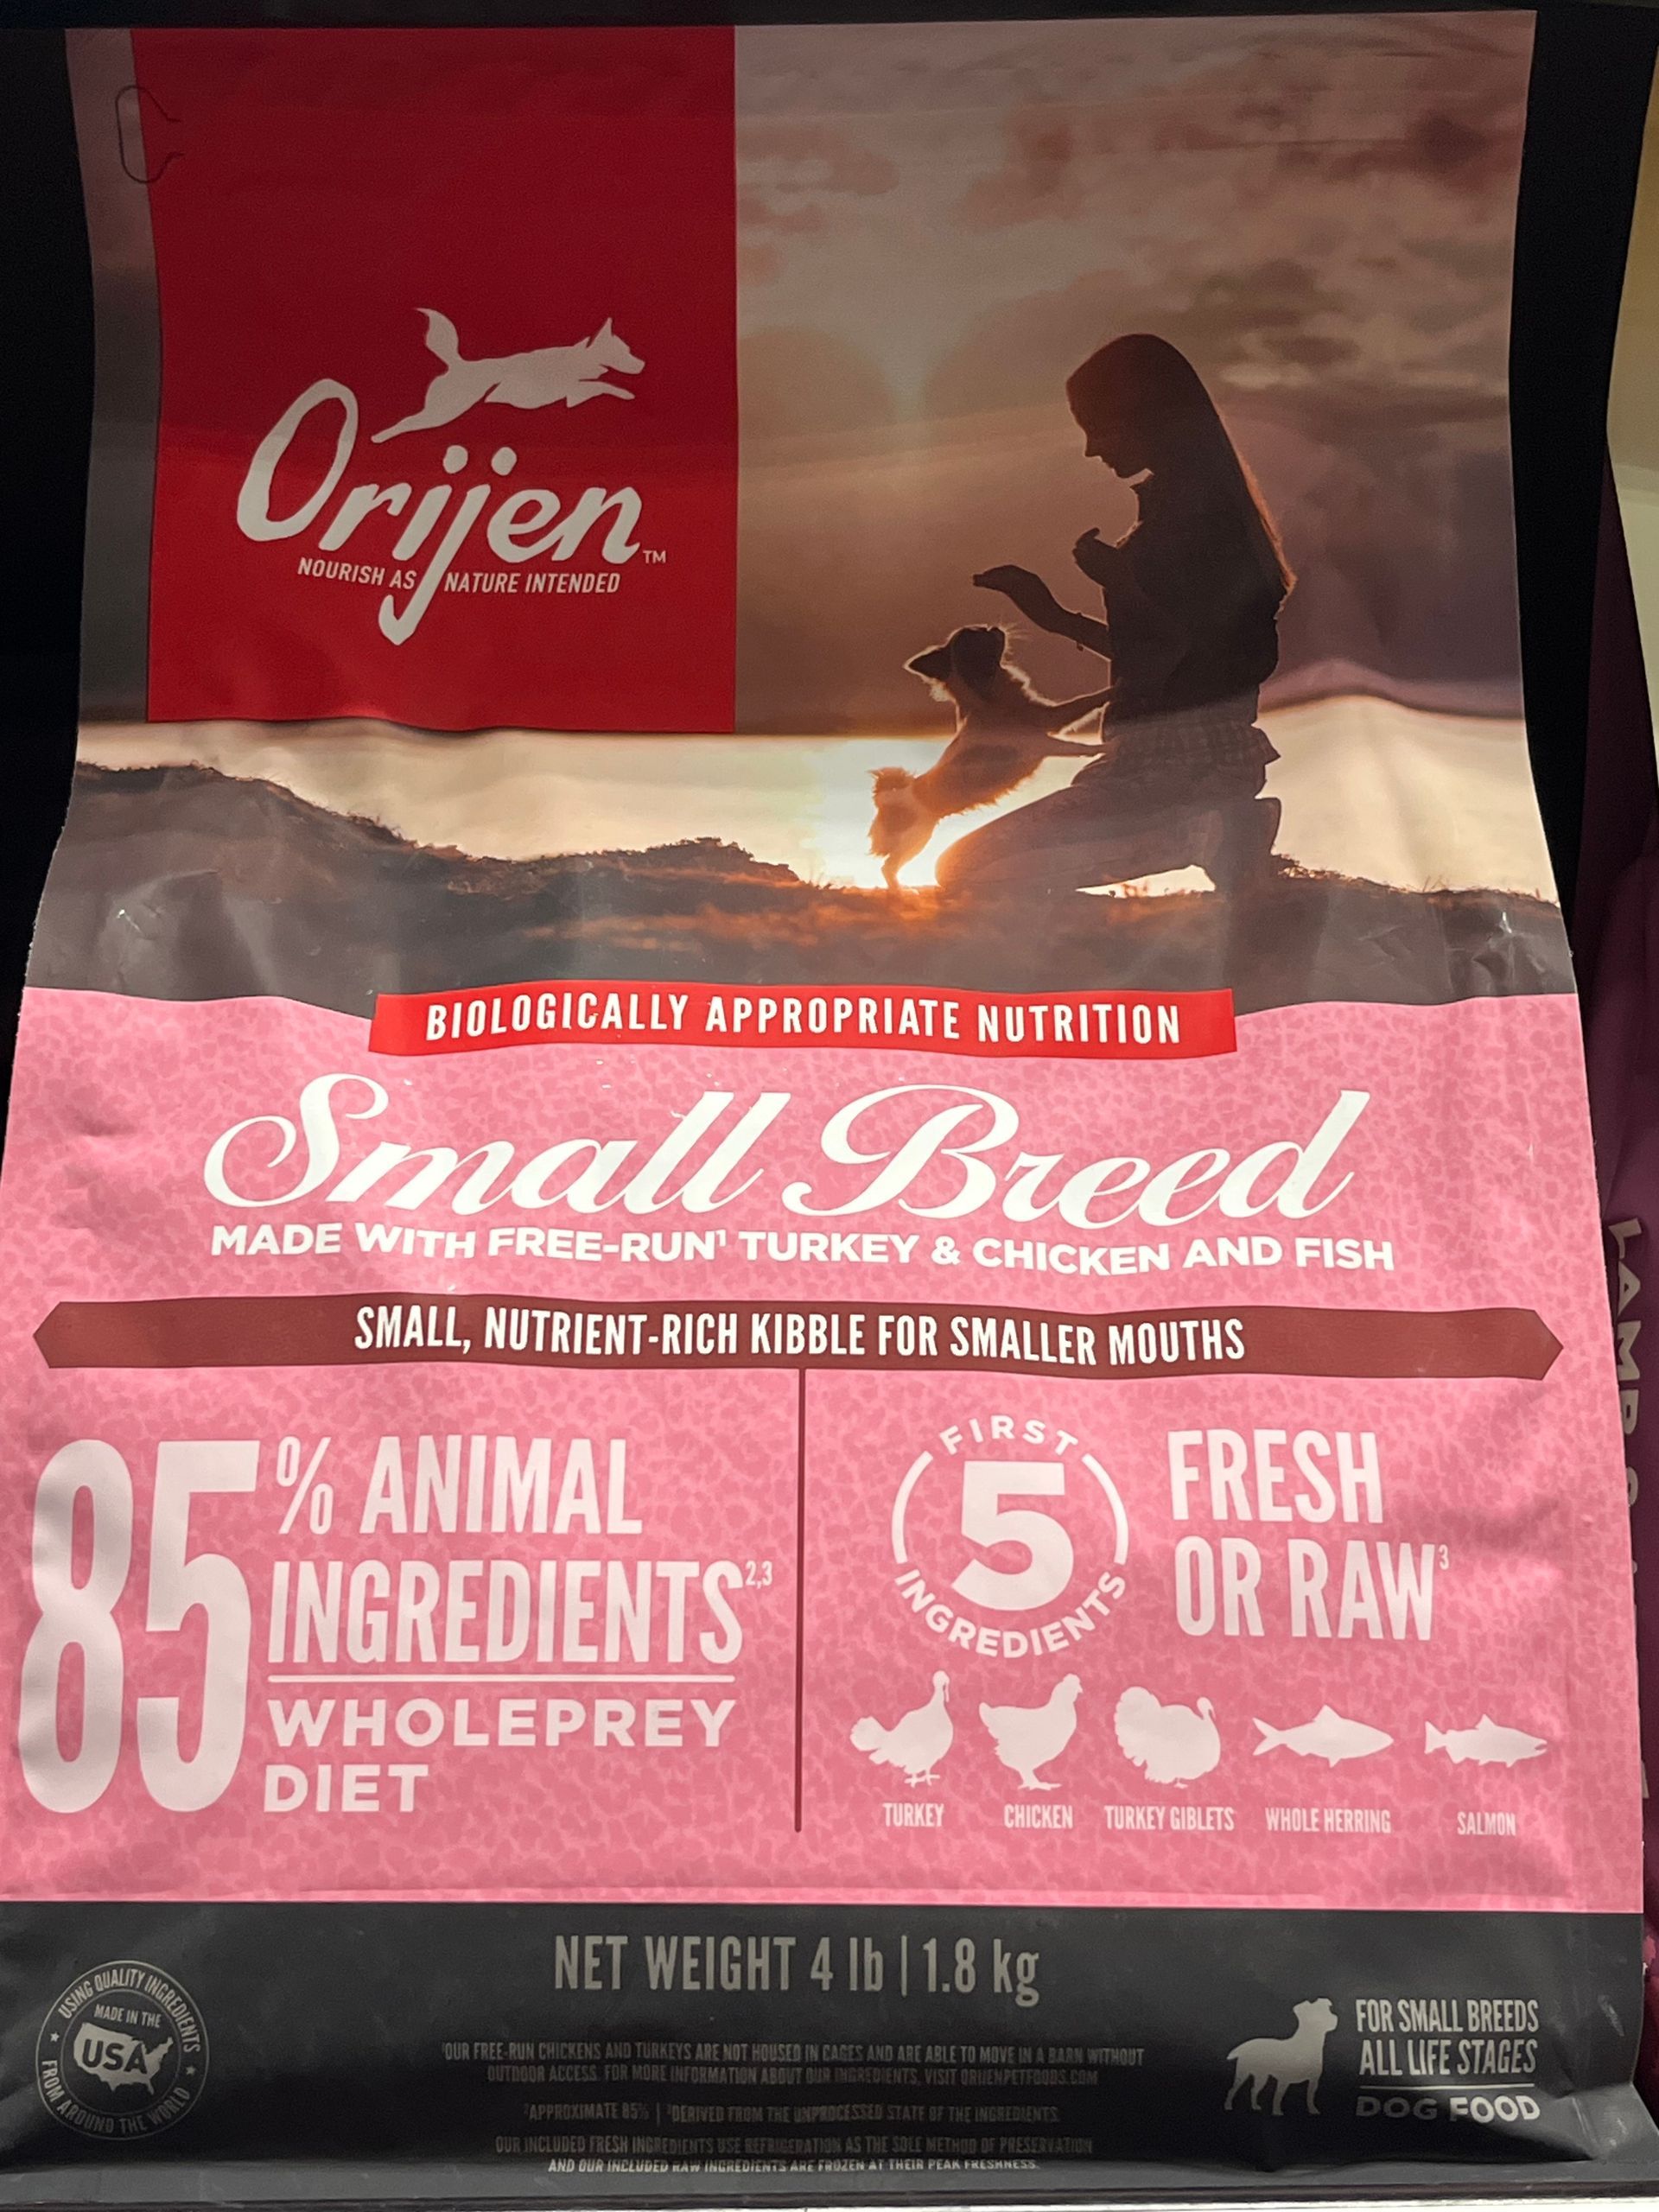 Orijen™
NOURISH AS NATURE INTENDED
BIOLOGICALLY APPROPRIATE NUTRITION
Small Breed
MADE WITH FREE-RUN¹ TURKEY & CHICKEN AND FISH
SMALL, NUTRIENT-RICH KIBBLE FOR SMALLER MOUTHS
85% ANIMAL
INGREDIENTS²,³
WHOLEPREY
DIET
FIRST
5
INGREDIENTS
FRESH
OR RAW³
TURKEY
CHICKEN
TURKEY GIBLETS
WHOLE HERRING
SALMON
NET WEIGHT 4 lb | 1.8 kg
USING QUALITY INGREDIENTS
MADE IN THE
USA
FROM AROUND THE WORLD
¹OUR FREE-RUN CHICKENS AND TURKEYS ARE NOT HOUSED IN CAGES AND ARE ABLE TO MOVE IN A BARN WITHOUT
OUTDOOR ACCESS. FOR MORE INFORMATION ABOUT OUR INGREDIENTS, VISIT ORIJENPETFOODS.COM
²APPROXIMATE 85% | ³DERIVED FROM THE UNPROCESSED STATE OF THE INGREDIENTS
OUR INCLUDED FRESH INGREDIENTS USE REFRIGERATION AS THE SOLE METHOD OF PRESERVATION
AND OUR INCLUDED RAW INGREDIENTS ARE FROZEN AT THEIR PEAK FRESHNESS.
FOR SMALL BREEDS
ALL LIFE STAGES
DOG FOOD